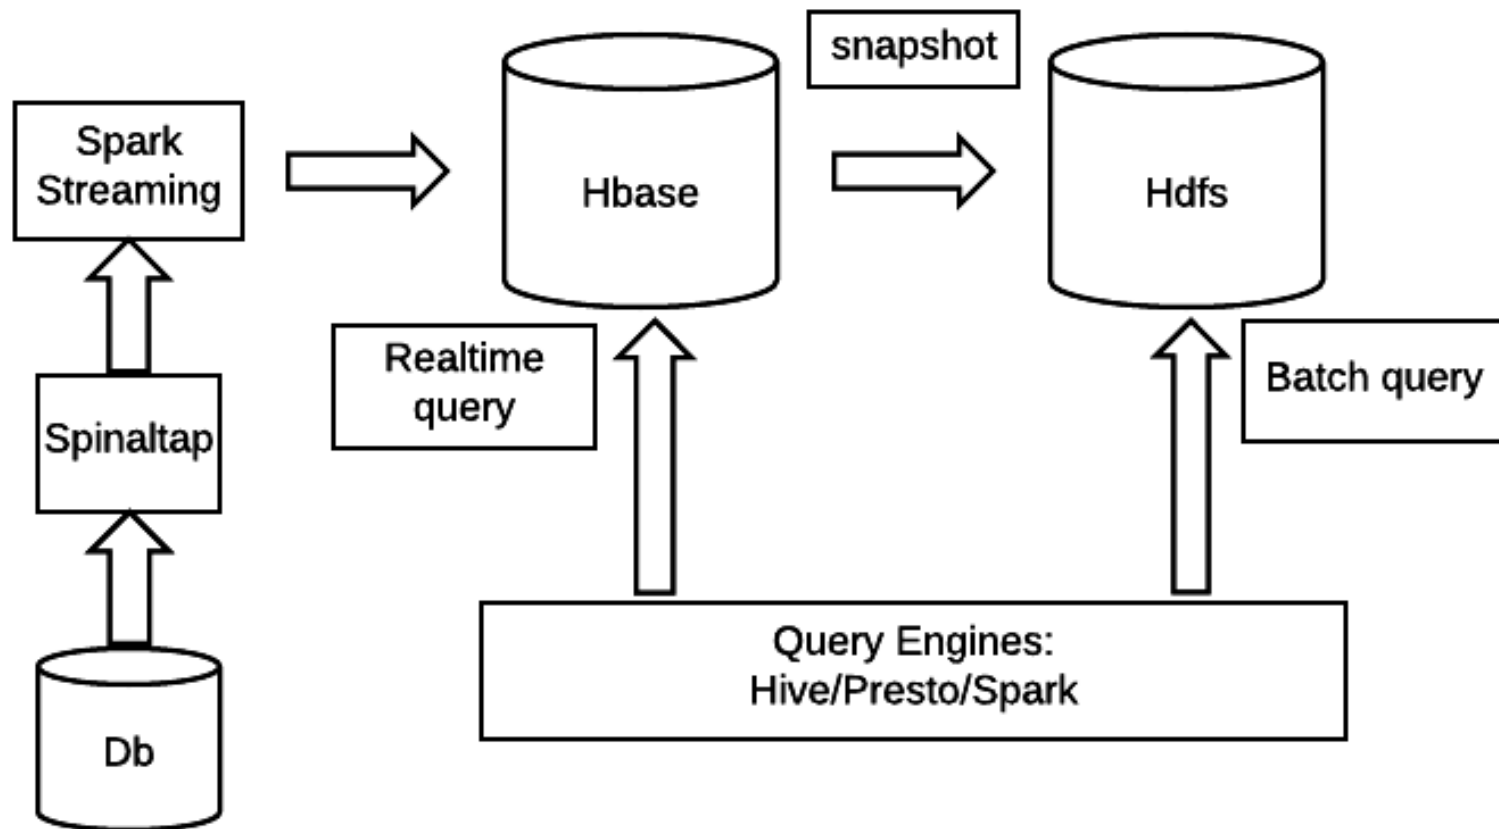 snapshot
Spark
Streaming
Hbase
Hdfs
Realtime
query
Batch query
Spinaltap
Query Engines:
Hive/Presto/Spark
Db